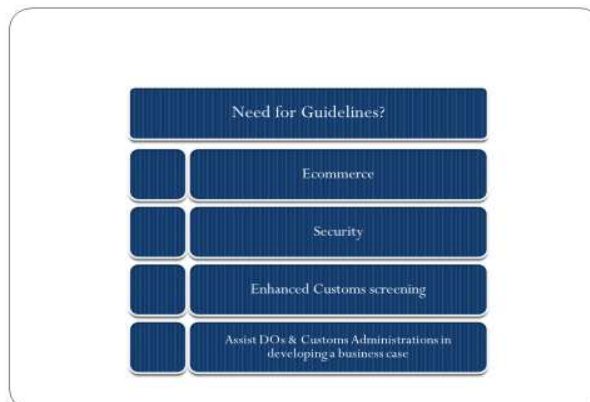 Need for Guidelines?
Ecommerce
Security
Enhanced Customs screening
Assist DOs & Customs Administrations in
developing a business case